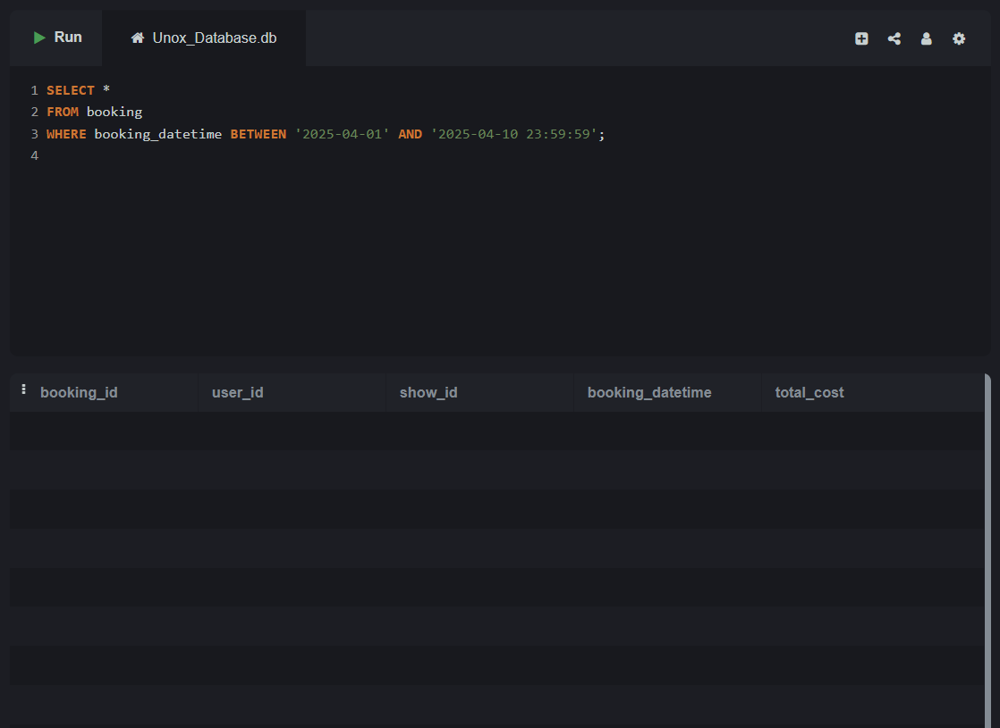 Run
Unox_Database.db
1 SELECT *
2 FROM booking
3 WHERE booking_datetime BETWEEN '2025-04-01' AND '2025-04-10 23:59:59';
4
booking_id user_id show_id booking_datetime total_cost